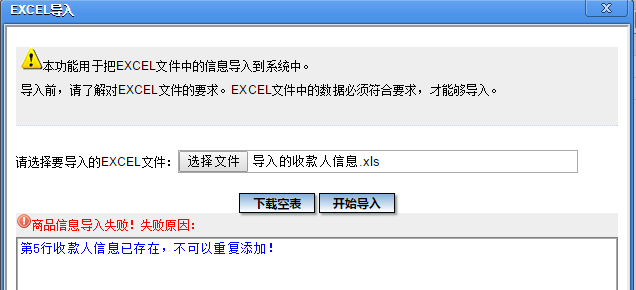 EXCEL导入
本功能用于把EXCEL文件中的信息导入到系统中。
导入前，请了解对EXCEL文件的要求。EXCEL文件中的数据必须符合要求，才能够导入。
请选择要导入的EXCEL文件：选择文件 导入的收款人信息.xls
下载空表 开始导入
商品信息导入失败！失败原因：
第5行收款人信息已存在，不可以重复添加！